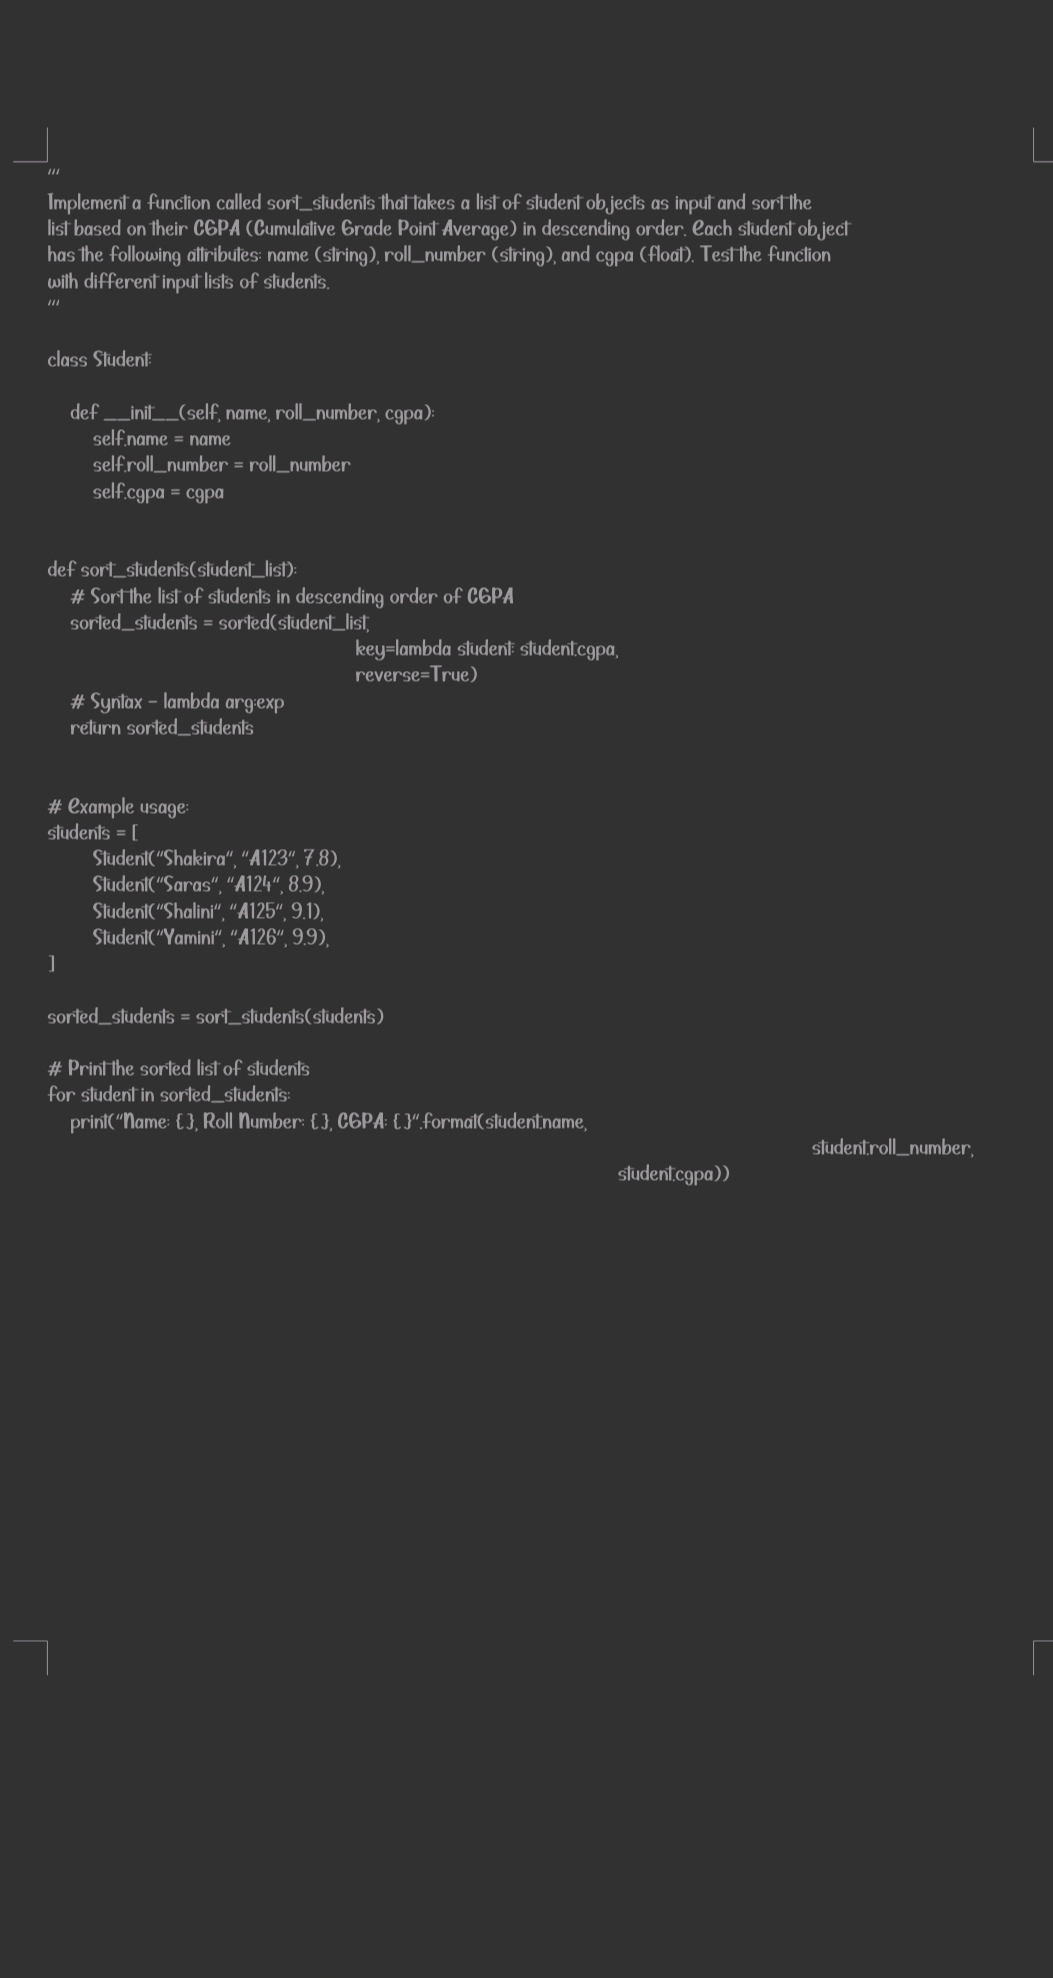 '''
Implement a function called sort_students that takes a list of student objects as input and sort the
list based on their CGPA (Cumulative Grade Point Average) in descending order. Each student object
has the following attributes: name (string), roll_number (string), and cgpa (float). Test the function
with different input lists of students.
'''
class Student:
def __init__(self, name, roll_number, cgpa):
self.name = name
self.roll_number = roll_number
self.cgpa = cgpa
def sort_students(student_list):
# Sort the list of students in descending order of CGPA
sorted_students = sorted(student_list,
key=lambda student: student.cgpa,
reverse=True)
# Syntax - lambda arg:exp
return sorted_students
# Example usage:
students = [
Student("Shakira", "A123", 7.8),
Student("Saras", "A124", 8.9),
Student("Shalini", "A125", 9.1),
Student("Yamini", "A126", 9.9),
]
sorted_students = sort_students(students)
# Print the sorted list of students
for student in sorted_students:
print("Name: {}, Roll Number: {}, CGPA: {}".format(student.name,
student.roll_number,
student.cgpa))